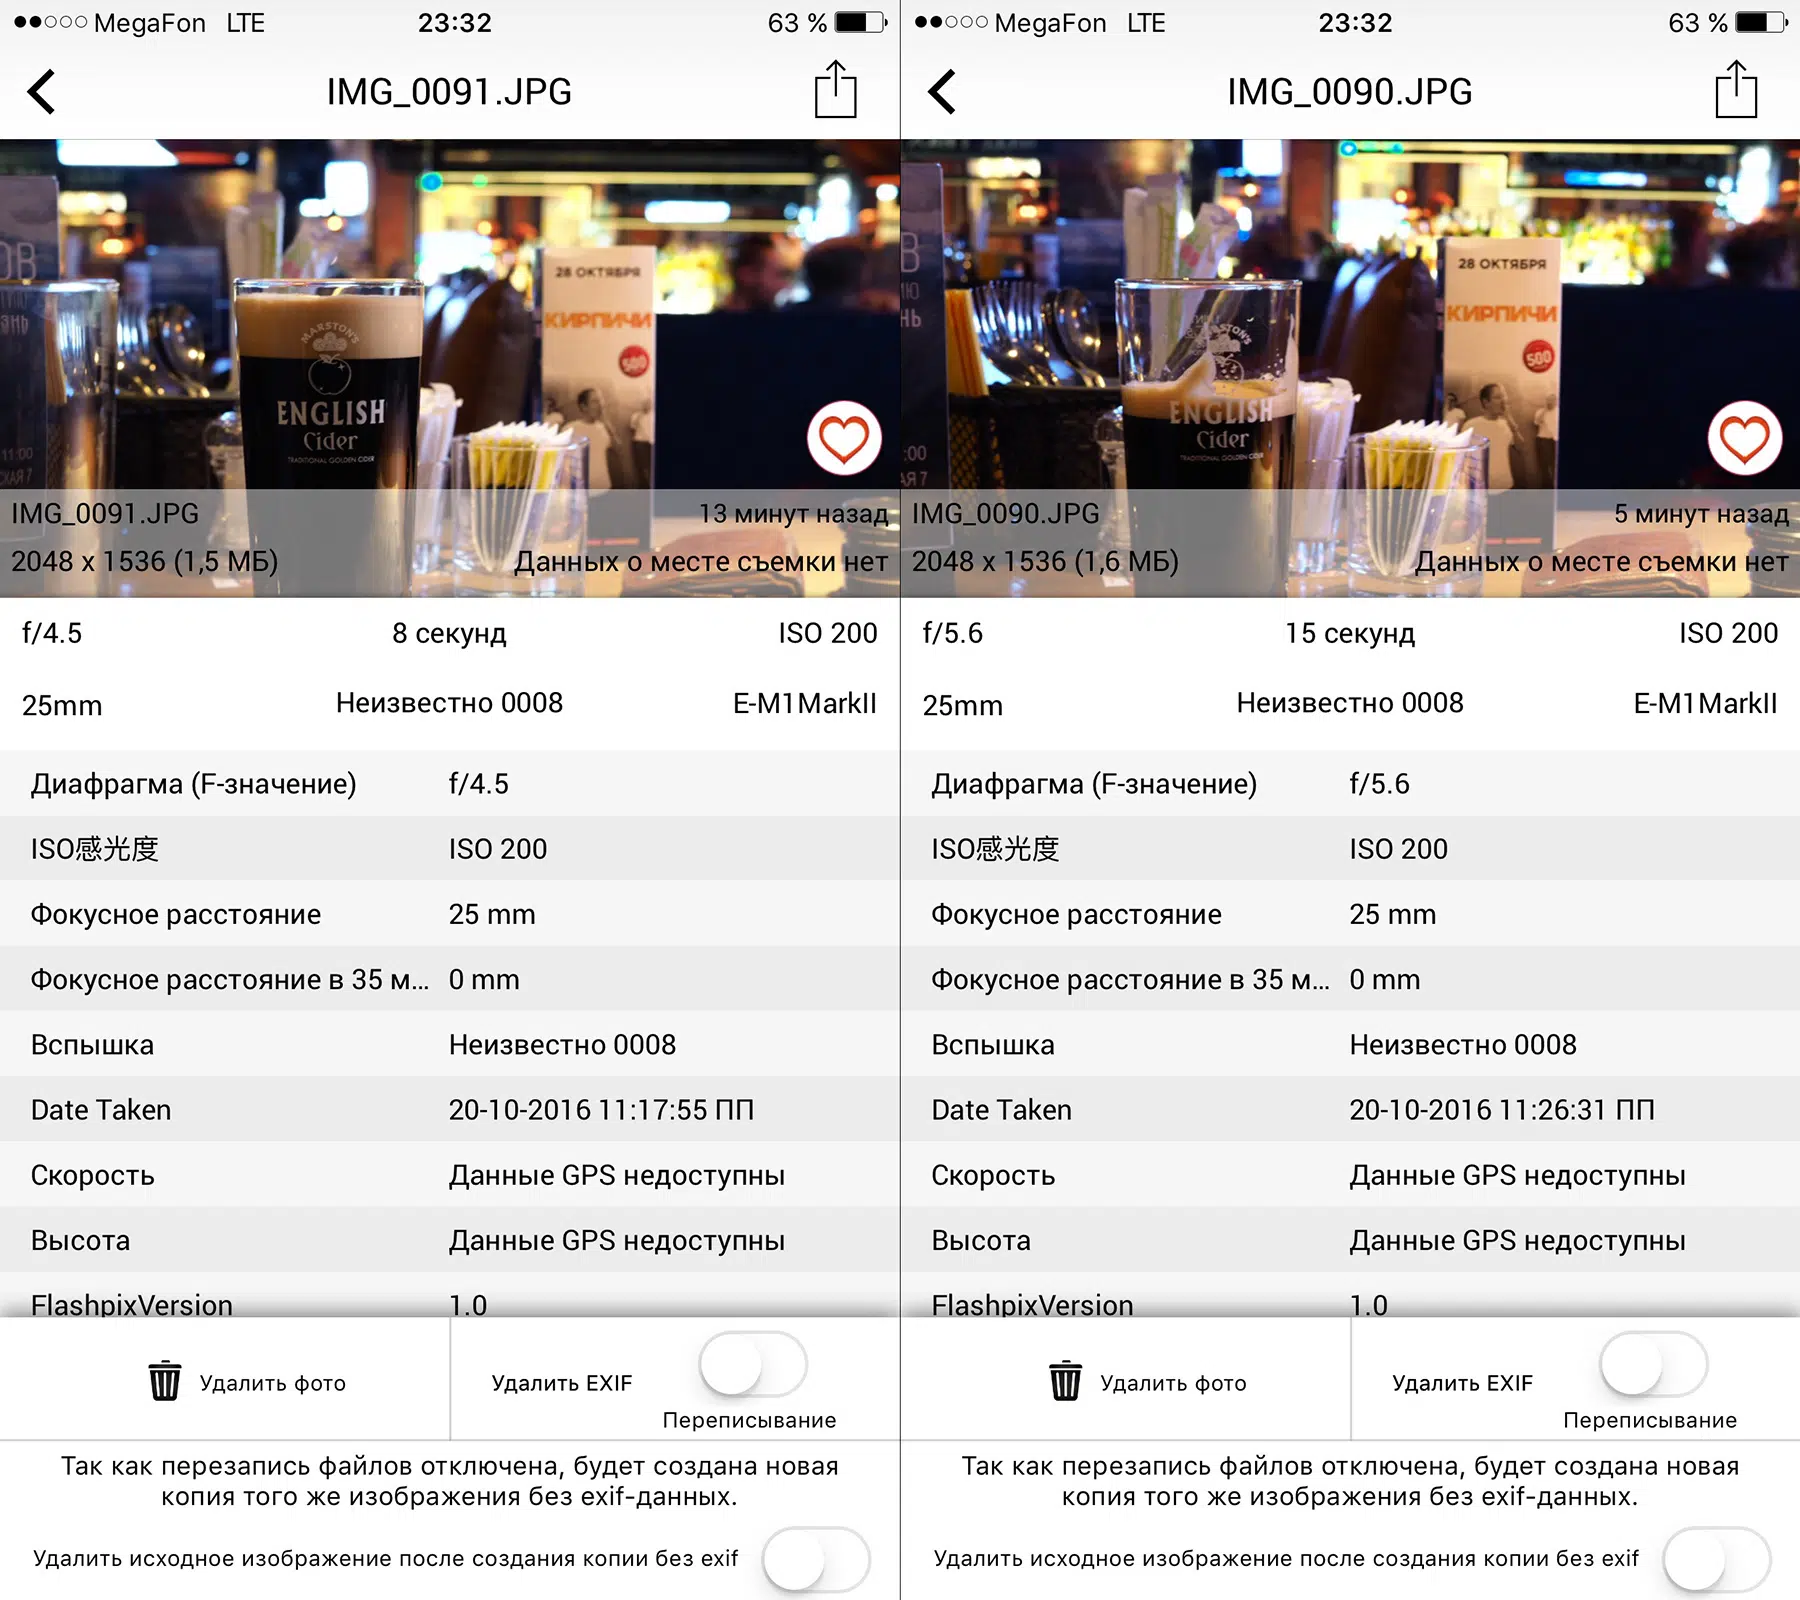 MegaFon LTE 23:32 63 %
IMG_0091.JPG
ОВ
ЗНЬ
11:00
28 ОКТЯБРЯ
КИРПИЧИ
500
MARSTON'S
ENGLISH
Cider
TRADITIONAL GOLDEN CIDER
IMG_0091.JPG 13 минут назад
2048 x 1536 (1,5 МБ) Данных о месте съемки нет
f/4.5 8 секунд ISO 200
25mm Неизвестно 0008 E-M1MarkII
Диафрагма (F-значение) f/4.5
ISO感光度 ISO 200
Фокусное расстояние 25 mm
Фокусное расстояние в 35 м... 0 mm
Вспышка Неизвестно 0008
Date Taken 20-10-2016 11:17:55 ПП
Скорость Данные GPS недоступны
Высота Данные GPS недоступны
FlashpixVersion 1.0
Удалить фото Удалить EXIF
Переписывание
Так как перезапись файлов отключена, будет создана новая
копия того же изображения без exif-данных.
Удалить исходное изображение после создания копии без exif
MegaFon LTE 23:32 63 %
IMG_0090.JPG
28 ОКТЯБРЯ
КИРПИЧИ
500
ENGLISH
Cider
TRADITIONAL GOLDEN CIDER
IMG_0090.JPG 5 минут назад
2048 x 1536 (1,6 МБ) Данных о месте съемки нет
f/5.6 15 секунд ISO 200
25mm Неизвестно 0008 E-M1MarkII
Диафрагма (F-значение) f/5.6
ISO感光度 ISO 200
Фокусное расстояние 25 mm
Фокусное расстояние в 35 м... 0 mm
Вспышка Неизвестно 0008
Date Taken 20-10-2016 11:26:31 ПП
Скорость Данные GPS недоступны
Высота Данные GPS недоступны
FlashpixVersion 1.0
Удалить фото Удалить EXIF
Переписывание
Так как перезапись файлов отключена, будет создана новая
копия того же изображения без exif-данных.
Удалить исходное изображение после создания копии без exif